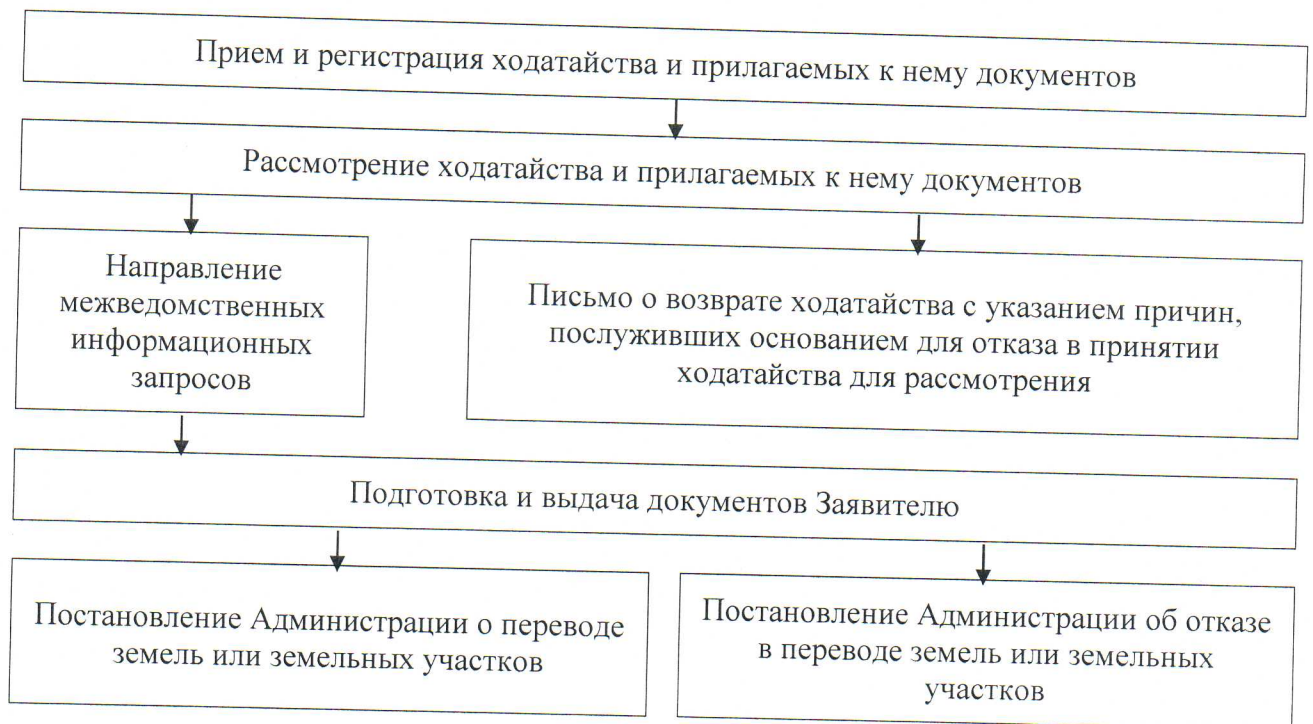 Прием и регистрация ходатайства и прилагаемых к нему документов
Рассмотрение ходатайства и прилагаемых к нему документов
Направление
межведомственных
информационных
запросов
Письмо о возврате ходатайства с указанием причин,
послуживших основанием для отказа в принятии
ходатайства для рассмотрения
Подготовка и выдача документов Заявителю
Постановление Администрации о переводе
земель или земельных участков
Постановление Администрации об отказе
в переводе земель или земельных
участков